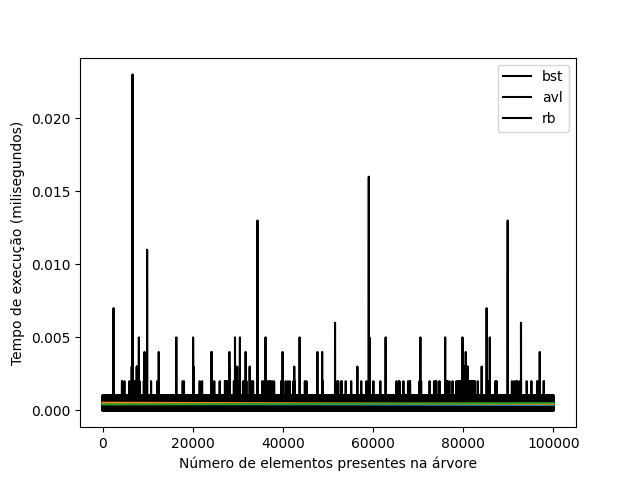 bst
avl
rb
Tempo de execução (milisegundos)
0.020
0.015
0.010
0.005
0.000
0
20000
40000
60000
80000
100000
Número de elementos presentes na árvore